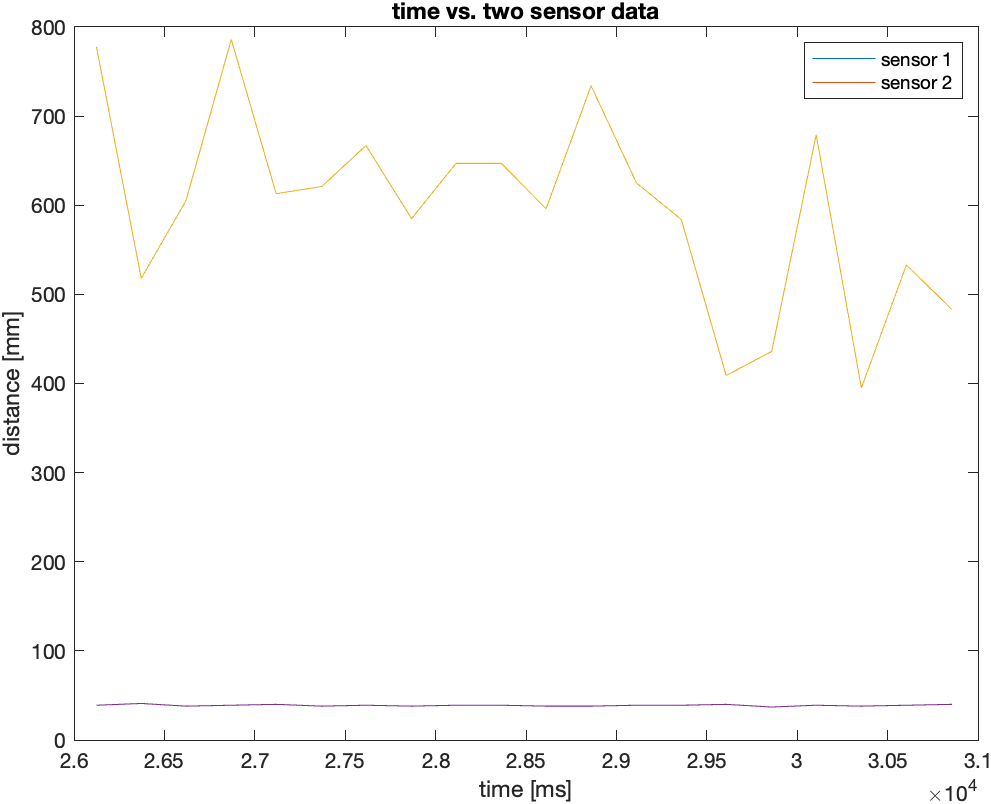 time vs. two sensor data
800
700
600
500
400
300
200
100
0
distance [mm]
sensor 1
sensor 2
2.6 2.65 2.7 2.75 2.8 2.85 2.9 2.95 3 3.05 3.1
time [ms]
×10⁴